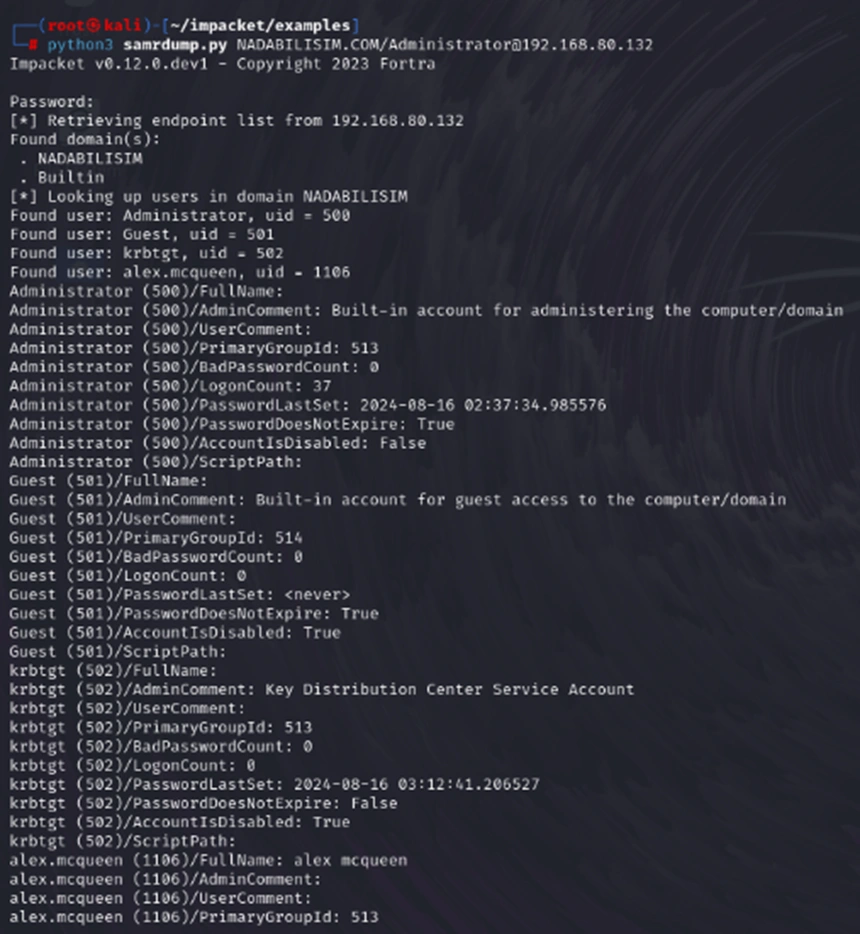 ┌──(root㉿kali)-[~/impacket/examples]
└─# python3 samrdump.py NADABILISIM.COM/Administrator@192.168.80.132
Impacket v0.12.0.dev1 - Copyright 2023 Fortra

Password:
[*] Retrieving endpoint list from 192.168.80.132
Found domain(s):
 . NADABILISIM
 . Builtin
[*] Looking up users in domain NADABILISIM
Found user: Administrator, uid = 500
Found user: Guest, uid = 501
Found user: krbtgt, uid = 502
Found user: alex.mcqueen, uid = 1106
Administrator (500)/FullName:
Administrator (500)/AdminComment: Built-in account for administering the computer/domain
Administrator (500)/UserComment:
Administrator (500)/PrimaryGroupId: 513
Administrator (500)/BadPasswordCount: 0
Administrator (500)/LogonCount: 37
Administrator (500)/PasswordLastSet: 2024-08-16 02:37:34.985576
Administrator (500)/PasswordDoesNotExpire: True
Administrator (500)/AccountIsDisabled: False
Administrator (500)/ScriptPath:
Guest (501)/FullName:
Guest (501)/AdminComment: Built-in account for guest access to the computer/domain
Guest (501)/UserComment:
Guest (501)/PrimaryGroupId: 514
Guest (501)/BadPasswordCount: 0
Guest (501)/LogonCount: 0
Guest (501)/PasswordLastSet: <never>
Guest (501)/PasswordDoesNotExpire: True
Guest (501)/AccountIsDisabled: True
Guest (501)/ScriptPath:
krbtgt (502)/FullName:
krbtgt (502)/AdminComment: Key Distribution Center Service Account
krbtgt (502)/UserComment:
krbtgt (502)/PrimaryGroupId: 513
krbtgt (502)/BadPasswordCount: 0
krbtgt (502)/LogonCount: 0
krbtgt (502)/PasswordLastSet: 2024-08-16 03:12:41.206527
krbtgt (502)/PasswordDoesNotExpire: False
krbtgt (502)/AccountIsDisabled: True
krbtgt (502)/ScriptPath:
alex.mcqueen (1106)/FullName: alex mcqueen
alex.mcqueen (1106)/AdminComment:
alex.mcqueen (1106)/UserComment:
alex.mcqueen (1106)/PrimaryGroupId: 513